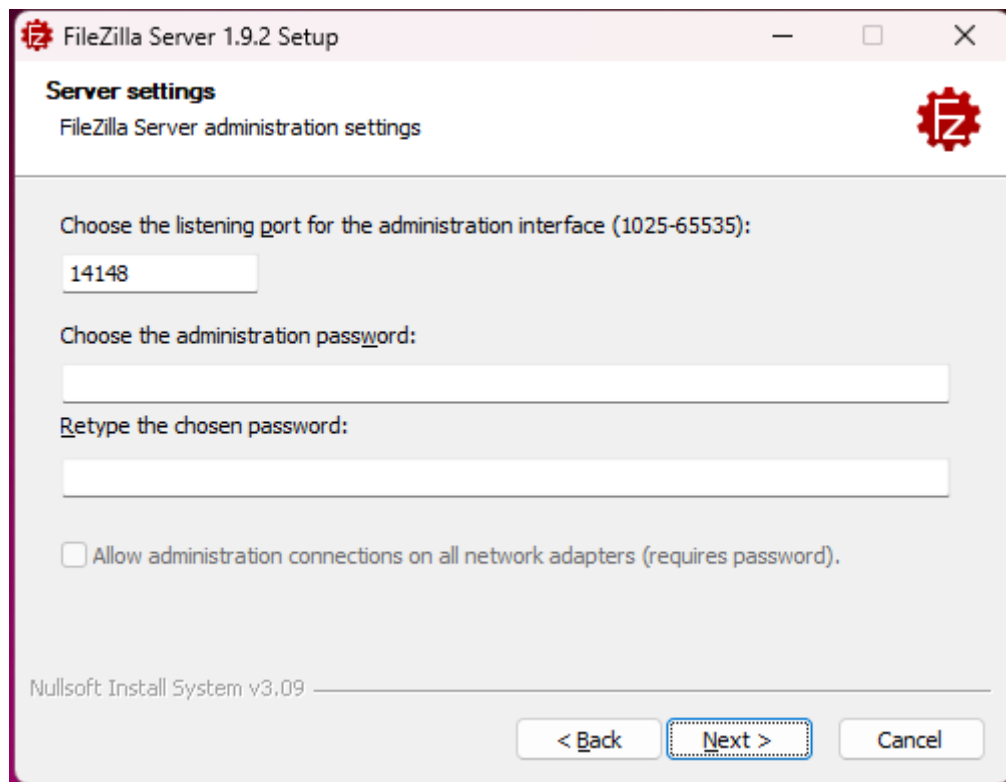 FileZilla Server 1.9.2 Setup
Server settings
FileZilla Server administration settings
Choose the listening port for the administration interface (1025-65535):
14148
Choose the administration password:
Retype the chosen password:
Allow administration connections on all network adapters (requires password).
Nullsoft Install System v3.09
< Back
Next >
Cancel